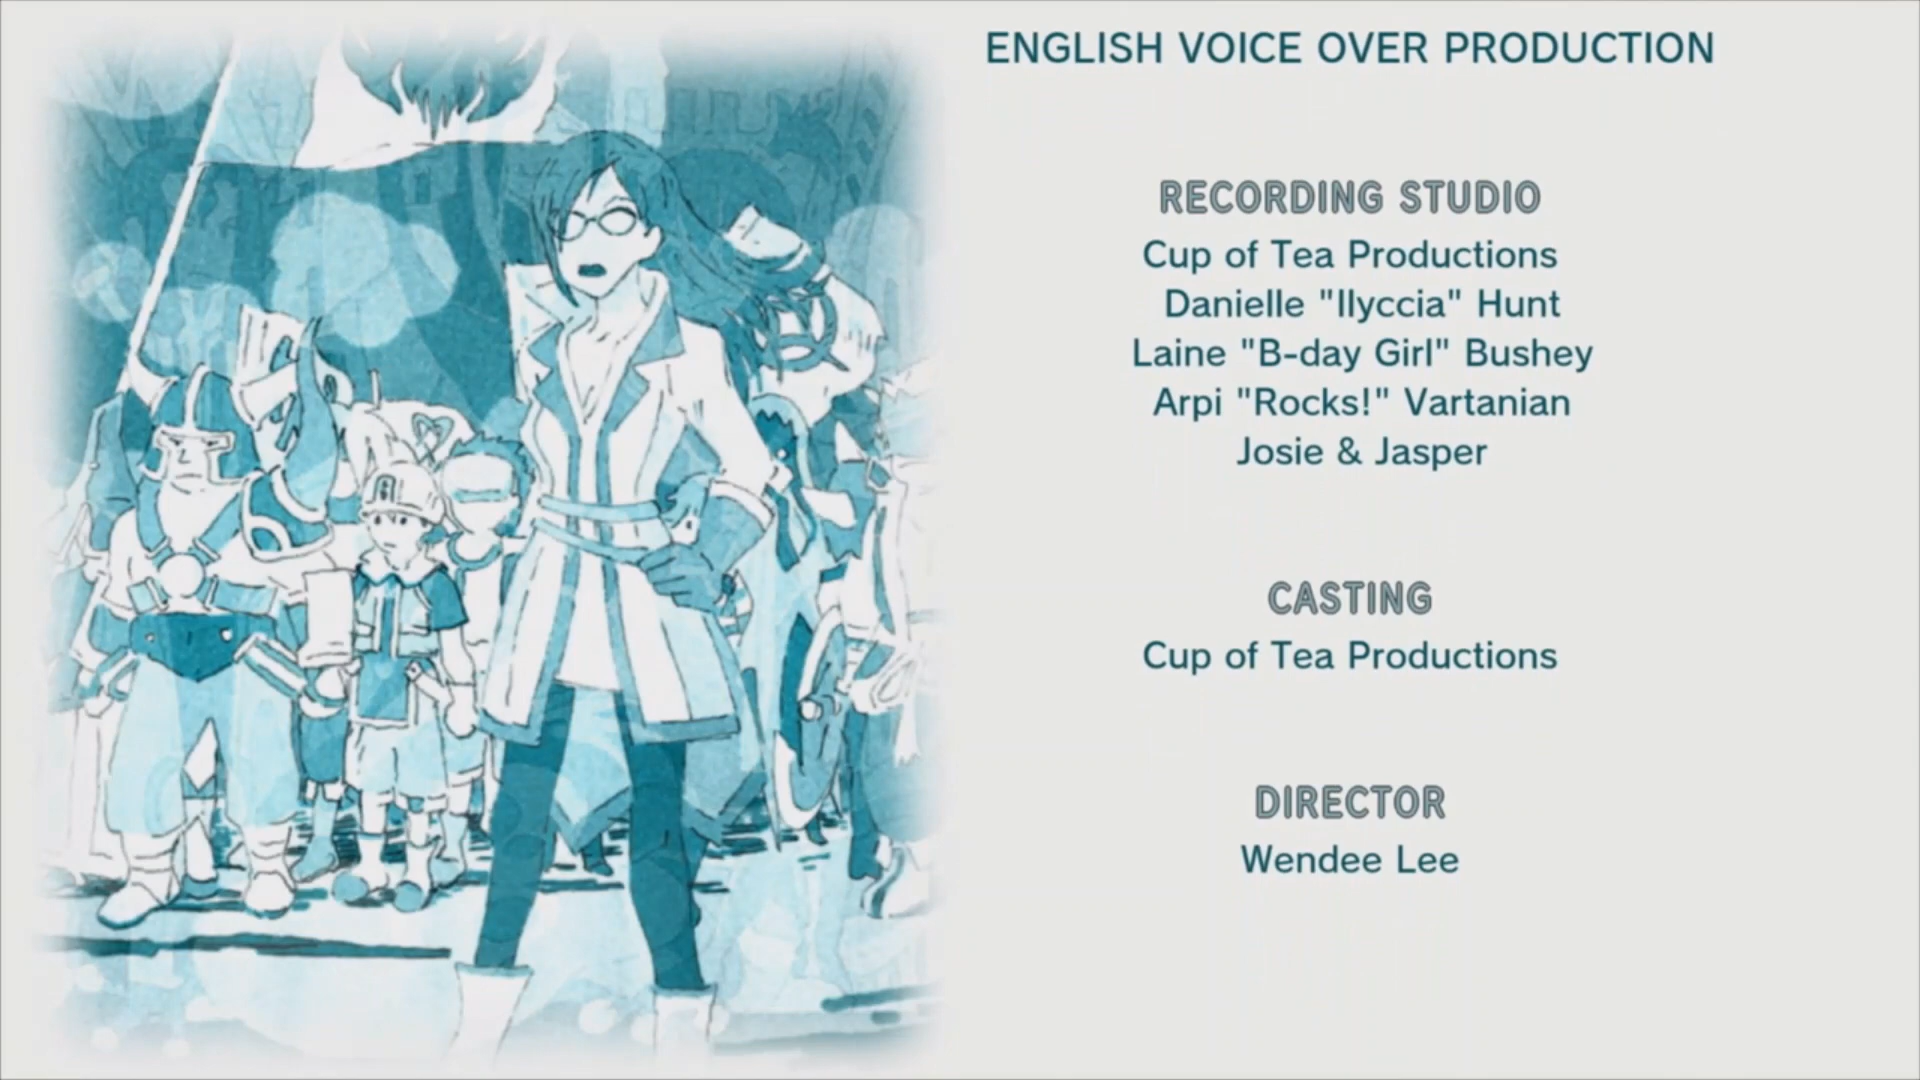 ENGLISH VOICE OVER PRODUCTION
RECORDING STUDIO
Cup of Tea Productions
Danielle "Ilyccia" Hunt
Laine "B-day Girl" Bushey
Arpi "Rocks!" Vartanian
Josie & Jasper
CASTING
Cup of Tea Productions
DIRECTOR
Wendee Lee